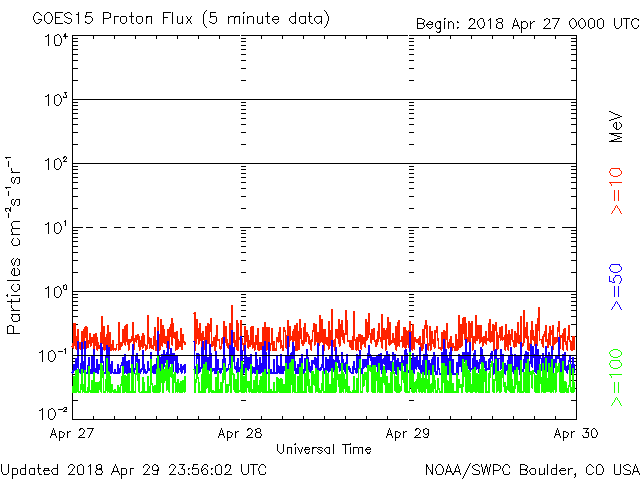 GOES15 Proton Flux (5 minute data)
Begin: 2018 Apr 27 0000 UTC
Particles cm⁻²s⁻¹sr⁻¹
10⁴
10³
10²
10¹
10⁰
10⁻¹
10⁻²
Apr 27
Apr 28
Apr 29
Apr 30
Universal Time
MeV
>=10
>=50
>=100
Updated 2018 Apr 29 23:56:02 UTC
NOAA/SWPC Boulder, CO USA